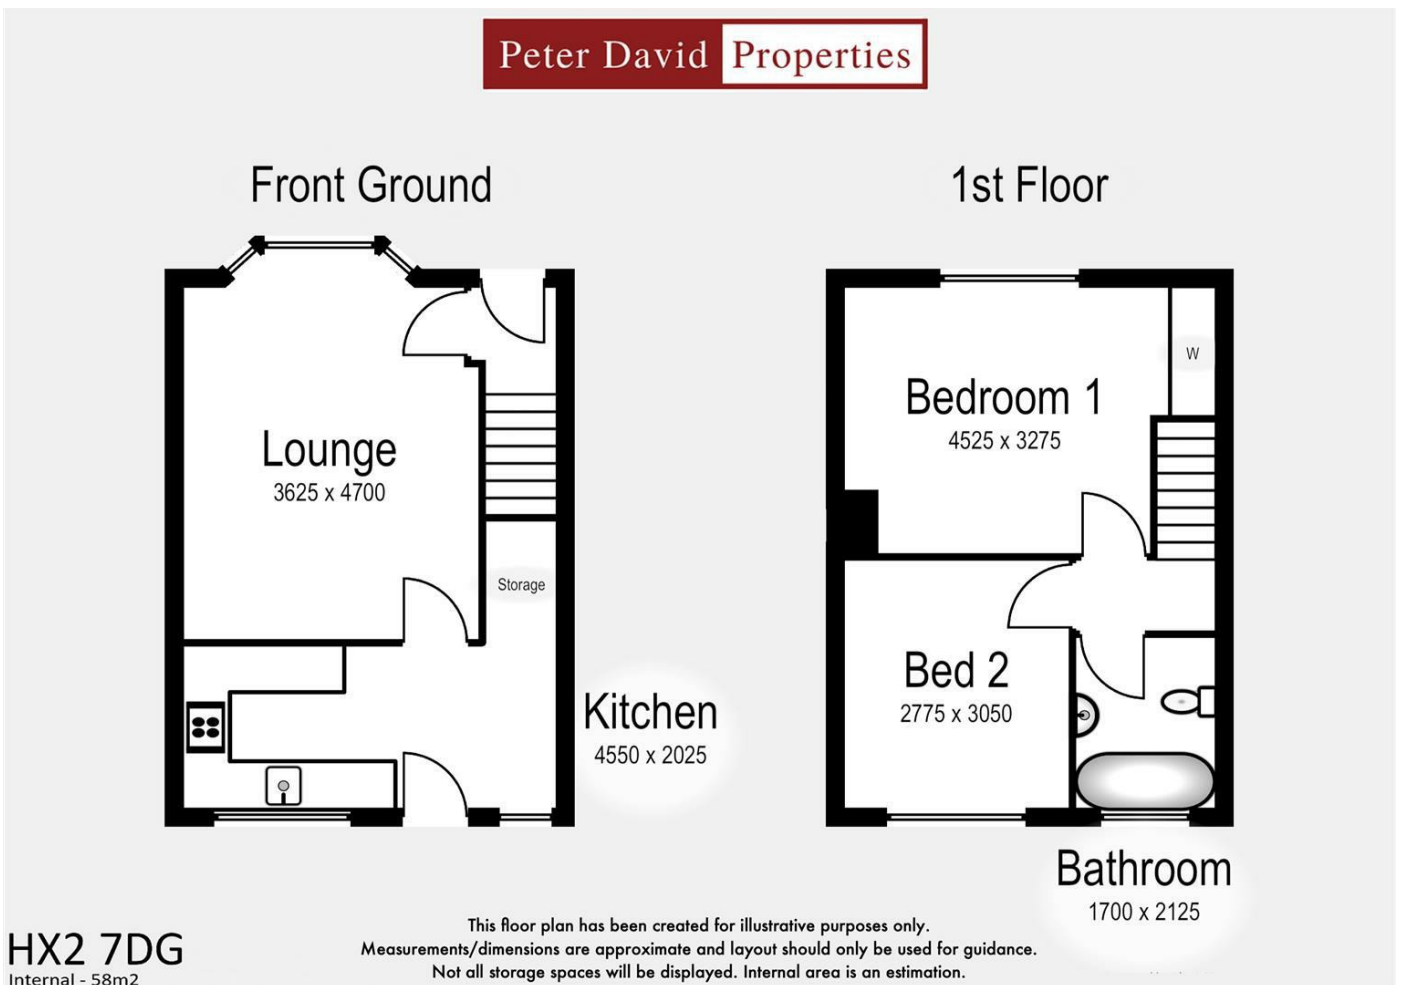 Peter David Properties
Front Ground
1st Floor
Lounge
3625 x 4700
Storage
Kitchen
4550 x 2025
Bedroom 1
4525 x 3275
W
Bed 2
2775 x 3050
Bathroom
1700 x 2125
HX2 7DG
Internal - 58m2
This floor plan has been created for illustrative purposes only.
Measurements/dimensions are approximate and layout should only be used for guidance.
Not all storage spaces will be displayed. Internal area is an estimation.